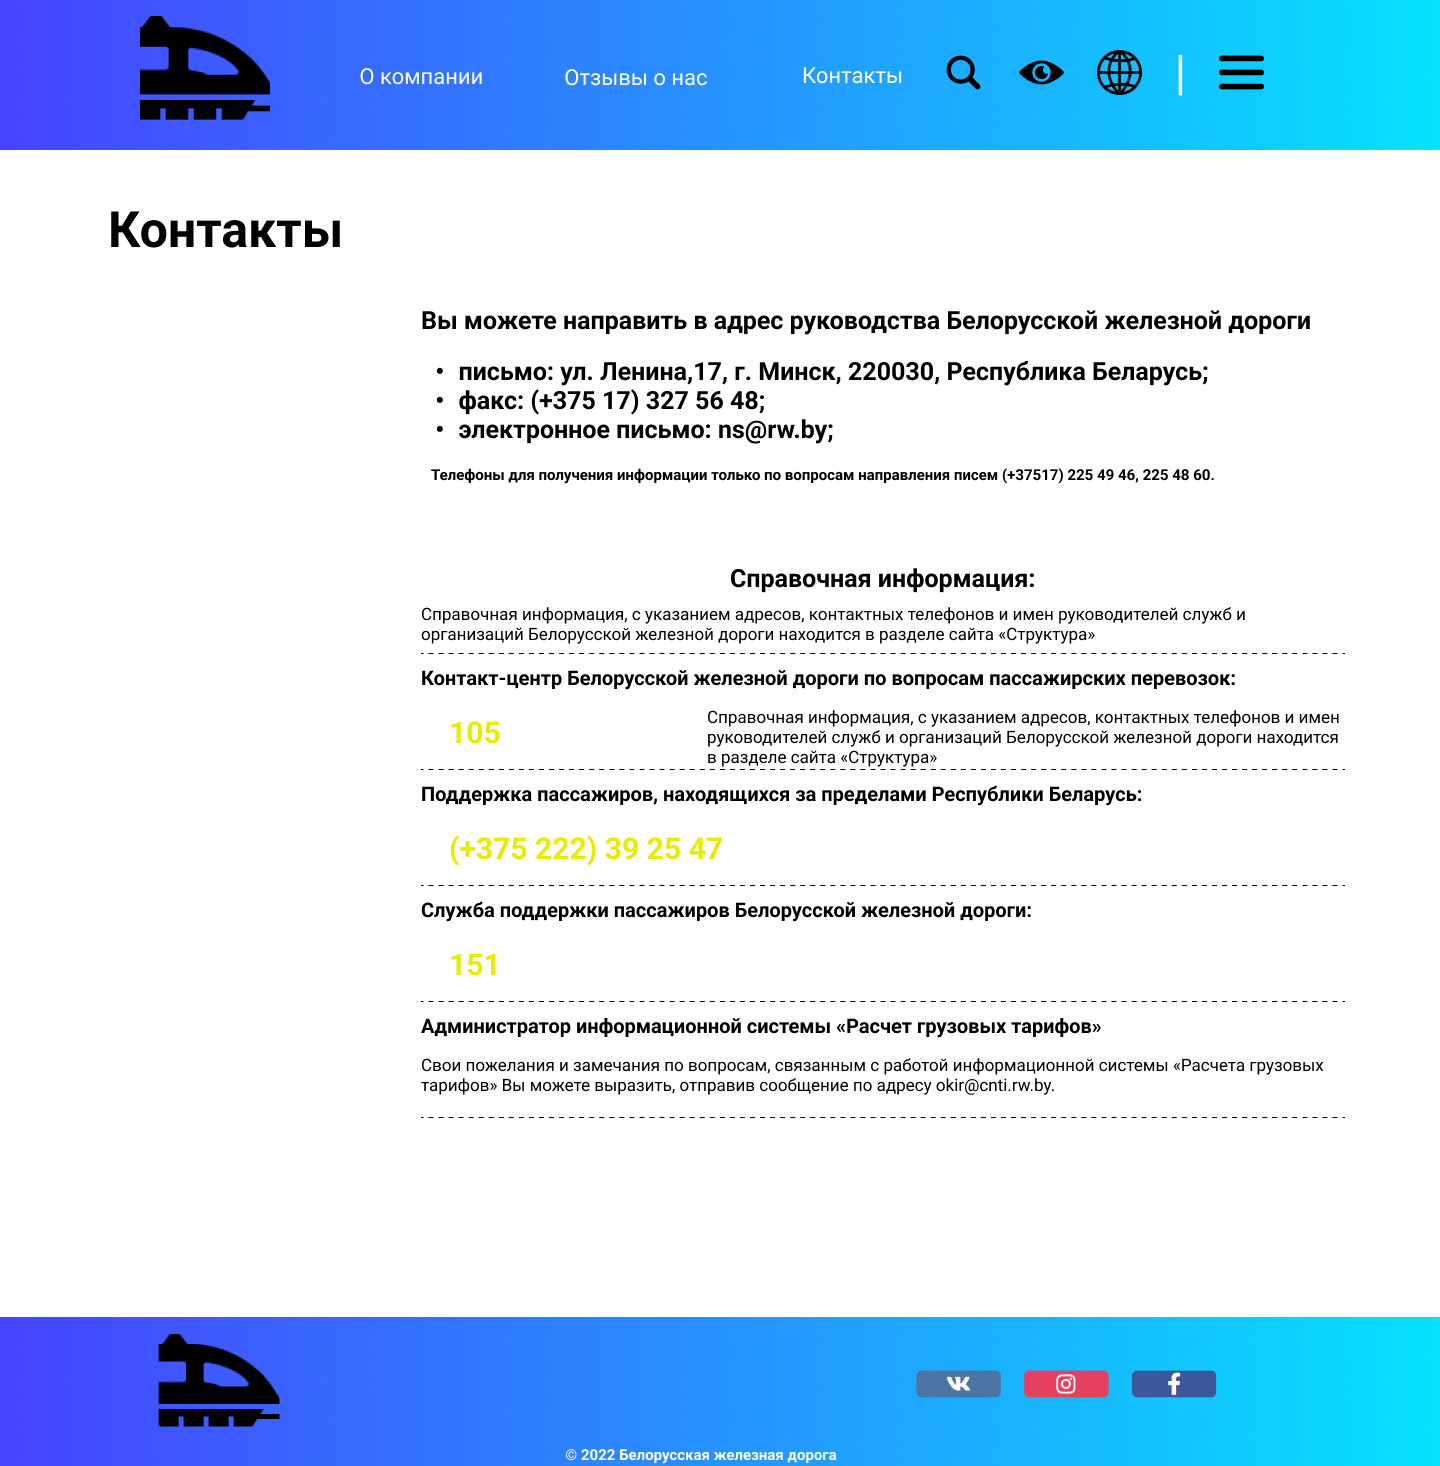 О компании
Отзывы о нас
Контакты
Контакты
Вы можете направить в адрес руководства Белорусской железной дороги
• письмо: ул. Ленина,17, г. Минск, 220030, Республика Беларусь;
• факс: (+375 17) 327 56 48;
• электронное письмо: ns@rw.by;
Телефоны для получения информации только по вопросам направления писем (+37517) 225 49 46, 225 48 60.
Справочная информация:
Справочная информация, с указанием адресов, контактных телефонов и имен руководителей служб и
организаций Белорусской железной дороги находится в разделе сайта «Структура»
Контакт-центр Белорусской железной дороги по вопросам пассажирских перевозок:
105
Справочная информация, с указанием адресов, контактных телефонов и имен
руководителей служб и организаций Белорусской железной дороги находится
в разделе сайта «Структура»
Поддержка пассажиров, находящихся за пределами Республики Беларусь:
(+375 222) 39 25 47
Служба поддержки пассажиров Белорусской железной дороги:
151
Администратор информационной системы «Расчет грузовых тарифов»
Свои пожелания и замечания по вопросам, связанным с работой информационной системы «Расчета грузовых
тарифов» Вы можете выразить, отправив сообщение по адресу okir@cnti.rw.by.
© 2022 Белорусская железная дорога